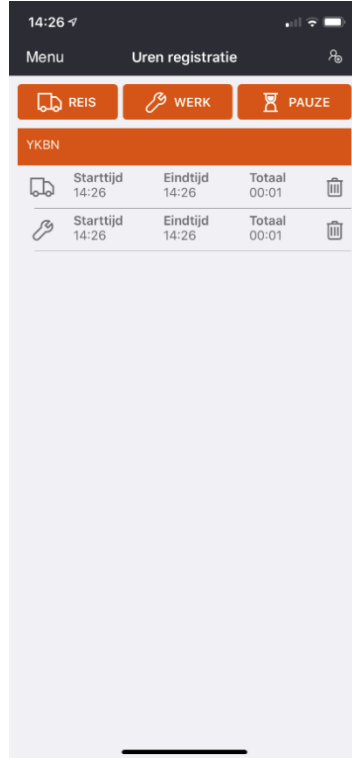 14:26
Menu Uren registratie
REIS WERK PAUZE
YKBN
Starttijd Eindtijd Totaal
14:26 14:26 00:01
Starttijd Eindtijd Totaal
14:26 14:26 00:01